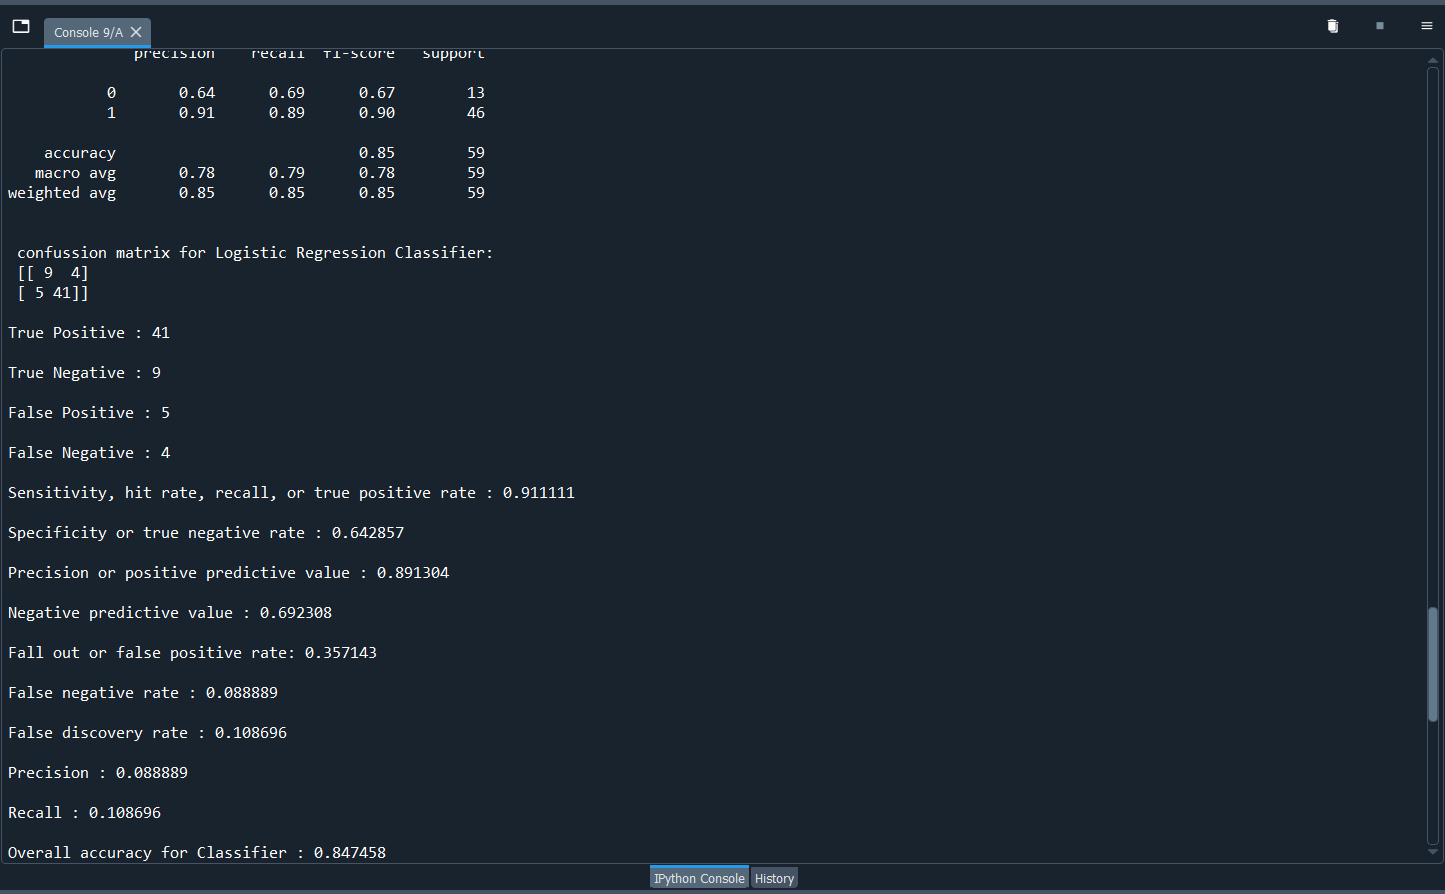 Console 9/A
precision recall f1-score support
0 0.64 0.69 0.67 13
1 0.91 0.89 0.90 46
accuracy 0.85 59
macro avg 0.78 0.79 0.78 59
weighted avg 0.85 0.85 0.85 59
confussion matrix for Logistic Regression Classifier:
[[ 9 4]
[ 5 41]]
True Positive : 41
True Negative : 9
False Positive : 5
False Negative : 4
Sensitivity, hit rate, recall, or true positive rate : 0.911111
Specificity or true negative rate : 0.642857
Precision or positive predictive value : 0.891304
Negative predictive value : 0.692308
Fall out or false positive rate: 0.357143
False negative rate : 0.088889
False discovery rate : 0.108696
Precision : 0.088889
Recall : 0.108696
Overall accuracy for Classifier : 0.847458
IPython Console History